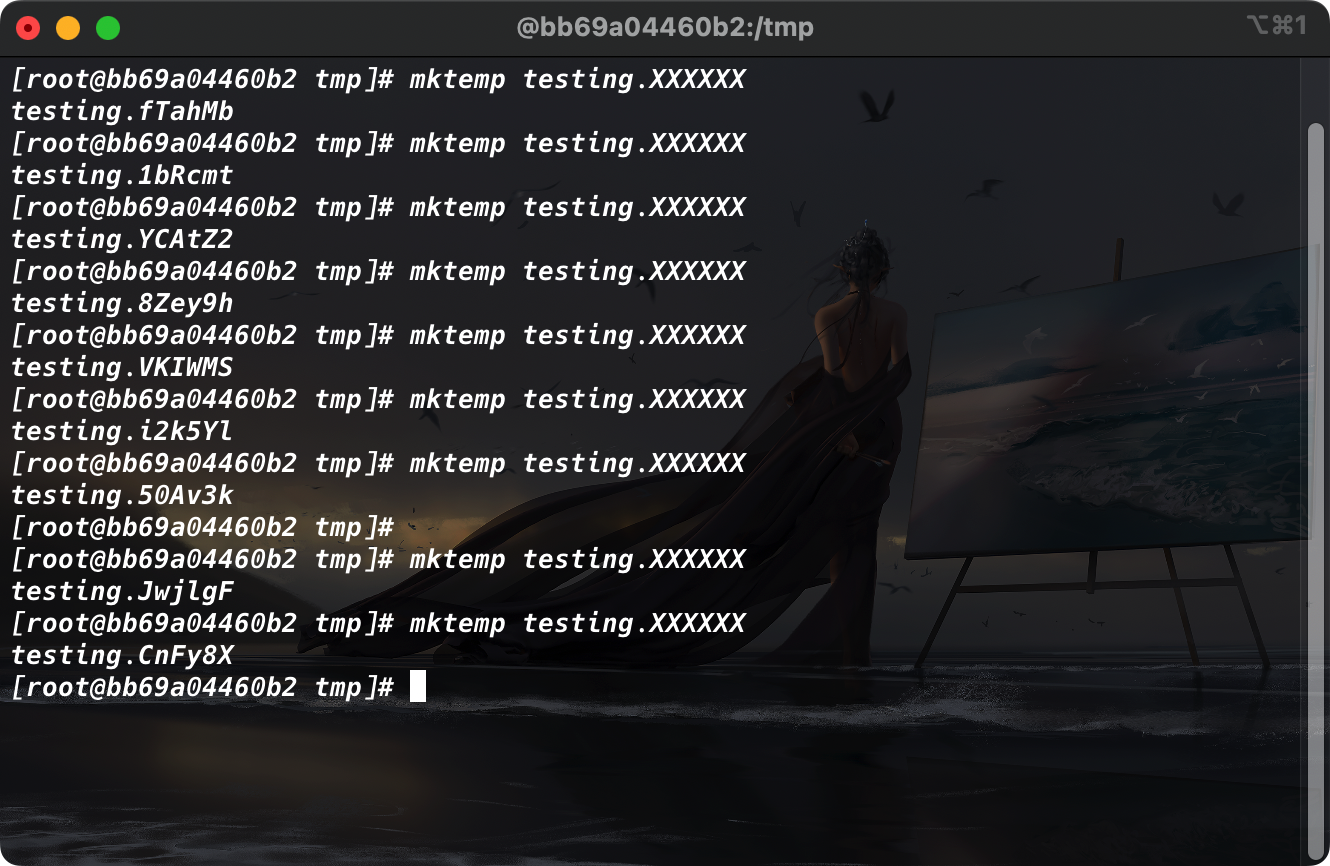 @bb69a04460b2:/tmp
⌥⌘1
[root@bb69a04460b2 tmp]# mktemp testing.XXXXXX
testing.fTahMb
[root@bb69a04460b2 tmp]# mktemp testing.XXXXXX
testing.1bRcmt
[root@bb69a04460b2 tmp]# mktemp testing.XXXXXX
testing.YCAtZ2
[root@bb69a04460b2 tmp]# mktemp testing.XXXXXX
testing.8Zey9h
[root@bb69a04460b2 tmp]# mktemp testing.XXXXXX
testing.VKIWMS
[root@bb69a04460b2 tmp]# mktemp testing.XXXXXX
testing.i2k5Yl
[root@bb69a04460b2 tmp]# mktemp testing.XXXXXX
testing.50Av3k
[root@bb69a04460b2 tmp]#
[root@bb69a04460b2 tmp]# mktemp testing.XXXXXX
testing.JwjlgF
[root@bb69a04460b2 tmp]# mktemp testing.XXXXXX
testing.CnFy8X
[root@bb69a04460b2 tmp]#